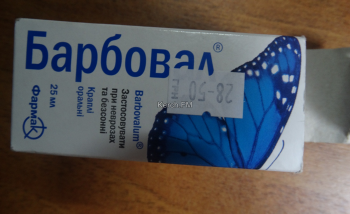 Барбовал®
Barbovalum®
Застосовувати
при неврозах
та безсонні
Краплі
оральні
25 мл
Фармак
28-50